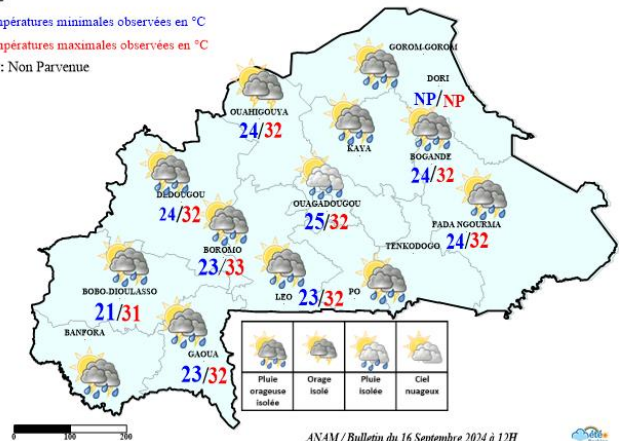 mpératures minimales observées en °C
mpératures maximales observées en °C
: Non Parvenue
GOROM-GOROM
DORI
NP/NP
OUAHIGOUYA
24/32
KAYA
BOGANDE
24/32
DEDOUGOU
24/32
OUAGADOUGOU
25/32
FADA NGOURMA
24/32
BOROMO
23/33
TENKODOGO
BOBO-DIOULASSO
21/31
LEO
23/32
PO
BANFORA
GAOUA
23/32
Pluie orageuse isolée
Orage isolé
Pluie isolée
Ciel nuageux
0 100 200
ANAM / Bulletin du 16 Septembre 2024 à 12H